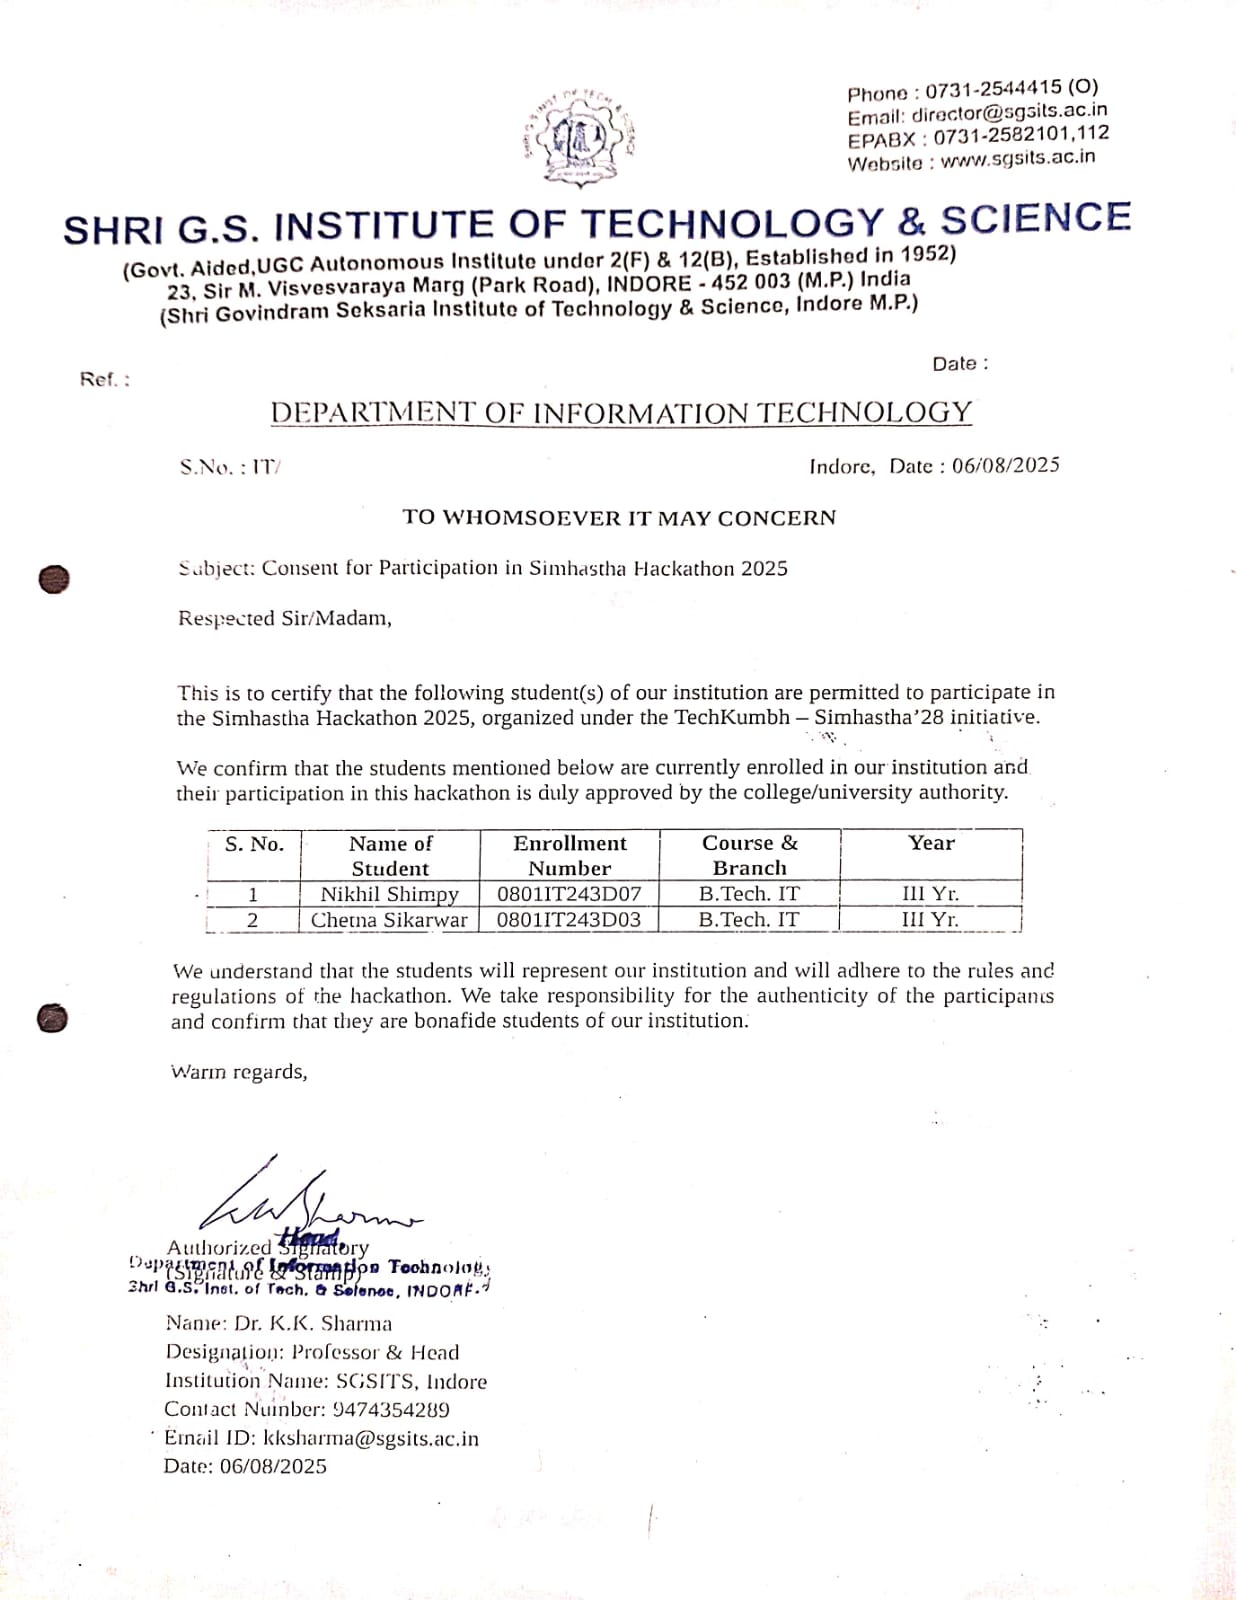 Phone : 0731-2544415 (O)
Email: director@sgsits.ac.in
EPABX : 0731-2582101,112
Website : www.sgsits.ac.in
SHRI G.S. INSTITUTE OF TECHNOLOGY & SCIENCE
(Govt. Aided,UGC Autonomous Institute under 2(F) & 12(B), Established in 1952)
23, Sir M. Visvesvaraya Marg (Park Road), INDORE - 452 003 (M.P.) India
(Shri Govindram Seksaria Institute of Technology & Science, Indore M.P.)
Ref. :
Date :
DEPARTMENT OF INFORMATION TECHNOLOGY
S.No. : IT/
Indore, Date : 06/08/2025
TO WHOMSOEVER IT MAY CONCERN
Subject: Consent for Participation in Simhastha Hackathon 2025
Respected Sir/Madam,
This is to certify that the following student(s) of our institution are permitted to participate in
the Simhastha Hackathon 2025, organized under the TechKumbh – Simhastha’28 initiative.
We confirm that the students mentioned below are currently enrolled in our institution and
their participation in this hackathon is duly approved by the college/university authority.
S. No. Name of Student Enrollment Number Course & Branch Year
1 Nikhil Shimpy 0801IT243D07 B.Tech. IT III Yr.
2 Chetna Sikarwar 0801IT243D03 B.Tech. IT III Yr.
We understand that the students will represent our institution and will adhere to the rules and
regulations of the hackathon. We take responsibility for the authenticity of the participants
and confirm that they are bonafide students of our institution.
Warm regards,
Sharma
Authorized Signatory
Head,
(Signature & Stamp)
Department of Information Technology
Shri G.S. Inst. of Tech. & Science, INDORE
Name: Dr. K.K. Sharma
Designation: Professor & Head
Institution Name: SGSITS, Indore
Contact Number: 9474354289
Email ID: kksharma@sgsits.ac.in
Date: 06/08/2025